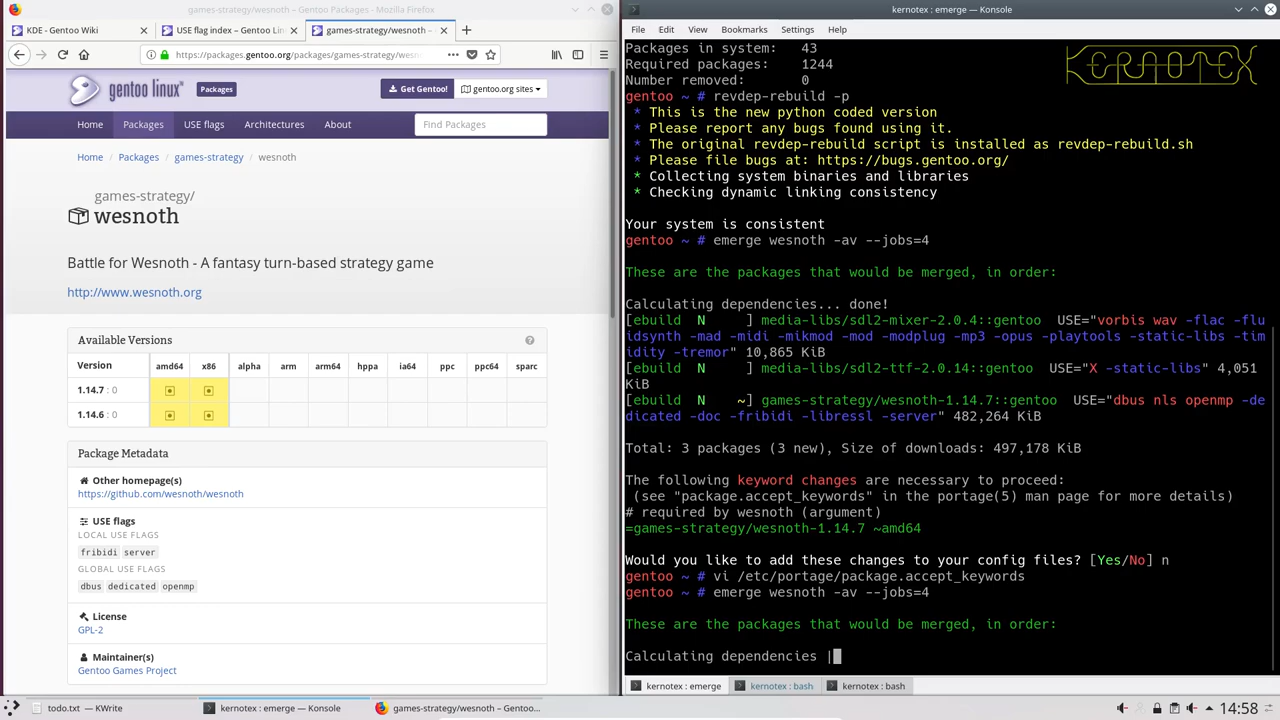 games-strategy/wesnoth – Gentoo Packages - Mozilla Firefox
KDE - Gentoo Wiki
USE flag index – Gentoo Lin
games-strategy/wesnoth –
https://packages.gentoo.org/packages/games-strategy/wesn
gentoo linux
Packages
Get Gentoo!
gentoo.org sites
Home
Packages
USE flags
Architectures
About
Find Packages
Home / Packages / games-strategy / wesnoth
games-strategy/
wesnoth
Battle for Wesnoth - A fantasy turn-based strategy game
http://www.wesnoth.org
Available Versions
Version amd64 x86 alpha arm arm64 hppa ia64 ppc ppc64 sparc
1.14.7 : 0
1.14.6 : 0
Package Metadata
Other homepage(s)
https://github.com/wesnoth/wesnoth
USE flags
LOCAL USE FLAGS
fribidi server
GLOBAL USE FLAGS
dbus dedicated openmp
License
GPL-2
Maintainer(s)
Gentoo Games Project
kernotex : emerge — Konsole
File Edit View Bookmarks Settings Help
KERNOTEX
Packages in system: 43
Required packages: 1244
Number removed: 0
gentoo ~ # revdep-rebuild -p
* This is the new python coded version
* Please report any bugs found using it.
* The original revdep-rebuild script is installed as revdep-rebuild.sh
* Please file bugs at: https://bugs.gentoo.org/
* Collecting system binaries and libraries
* Checking dynamic linking consistency
Your system is consistent
gentoo ~ # emerge wesnoth -av --jobs=4
These are the packages that would be merged, in order:
Calculating dependencies... done!
[ebuild N ] media-libs/sdl2-mixer-2.0.4::gentoo USE="vorbis wav -flac -flu
idsynth -mad -midi -mikmod -mod -modplug -mp3 -opus -playtools -static-libs -tim
idity -tremor" 10,865 KiB
[ebuild N ] media-libs/sdl2-ttf-2.0.14::gentoo USE="X -static-libs" 4,051
KiB
[ebuild N ~] games-strategy/wesnoth-1.14.7::gentoo USE="dbus nls openmp -de
dicated -doc -fribidi -libressl -server" 482,264 KiB
Total: 3 packages (3 new), Size of downloads: 497,178 KiB
The following keyword changes are necessary to proceed:
(see "package.accept_keywords" in the portage(5) man page for more details)
# required by wesnoth (argument)
=games-strategy/wesnoth-1.14.7 ~amd64
Would you like to add these changes to your config files? [Yes/No] n
gentoo ~ # vi /etc/portage/package.accept_keywords
gentoo ~ # emerge wesnoth -av --jobs=4
These are the packages that would be merged, in order:
Calculating dependencies |
kernotex : emerge
kernotex : bash
kernotex : bash
todo.txt — KWrite
kernotex : emerge — Konsole
games-strategy/wesnoth – Gentoo...
14:58